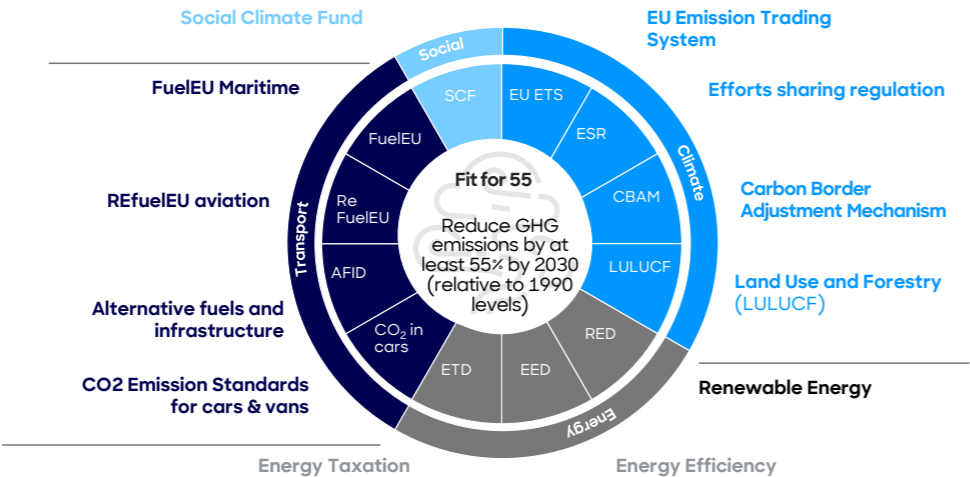 Social Climate Fund
EU Emission Trading
System
FuelEU Maritime
Efforts sharing regulation
REfuelEU aviation
Carbon Border
Adjustment Mechanism
Alternative fuels and
infrastructure
Land Use and Forestry
(LULUCF)
CO2 Emission Standards
for cars & vans
Renewable Energy
Energy Taxation
Energy Efficiency
Social
Climate
Energy
Transport
SCF
EU ETS
ESR
CBAM
LULUCF
RED
EED
ETD
CO₂ in
cars
AFID
Re
FuelEU
FuelEU
Fit for 55
Reduce GHG
emissions by at
least 55% by 2030
(relative to 1990
levels)